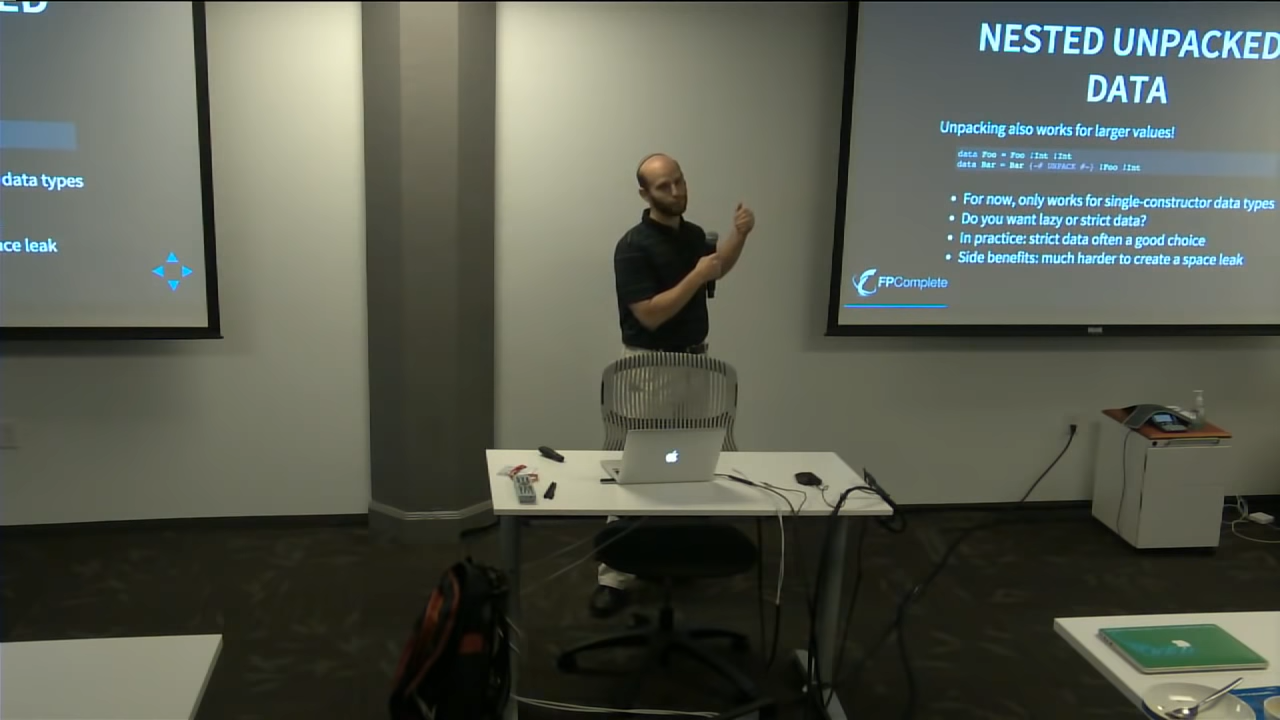 ED
data types
ce leak
NESTED UNPACKED
DATA
Unpacking also works for larger values!
data Foo = Foo !Int !Int
data Bar = Bar {-# UNPACK #-} !Foo !Int
• For now, only works for single-constructor data types
• Do you want lazy or strict data?
• In practice: strict data often a good choice
• Side benefits: much harder to create a space leak
FPComplete